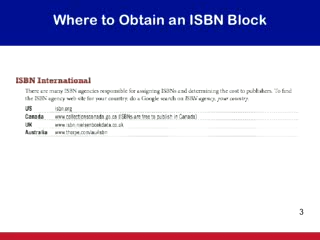 Where to Obtain an ISBN Block
ISBN International
There are many ISBN agencies responsible for assigning ISBNs and determining the cost to publishers. To find
the ISBN agency web site for your country, do a Google search on ISBN agency, your country.
US isbn.org
Canada www.collectionscanada.gc.ca (ISBNs are free to publish in Canada)
UK www.isbn.nielsenbookdata.co.uk
Australia www.thorpe.com.au/isbn
3